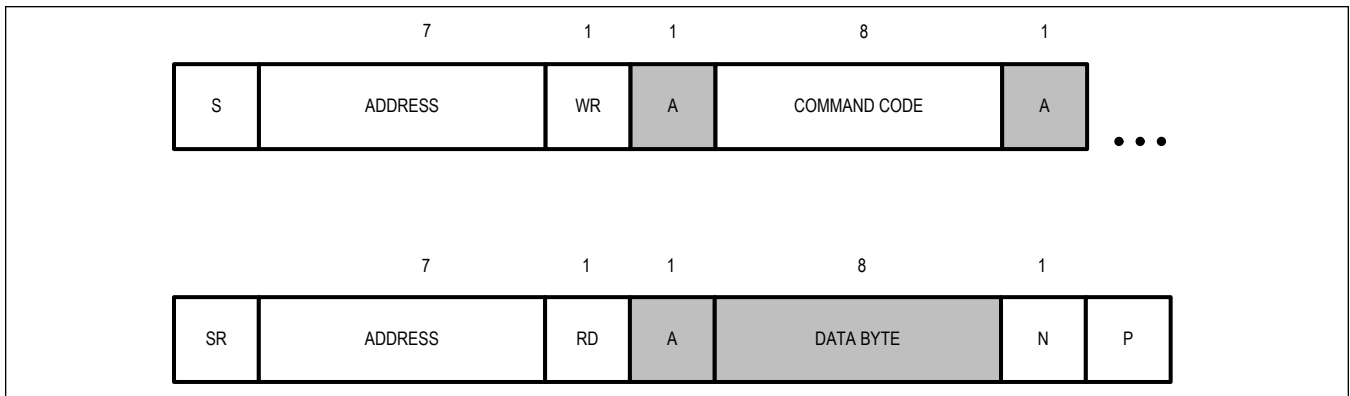 7 1 1 8 1
S ADDRESS WR A COMMAND CODE A
• • •
7 1 1 8 1
SR ADDRESS RD A DATA BYTE N P